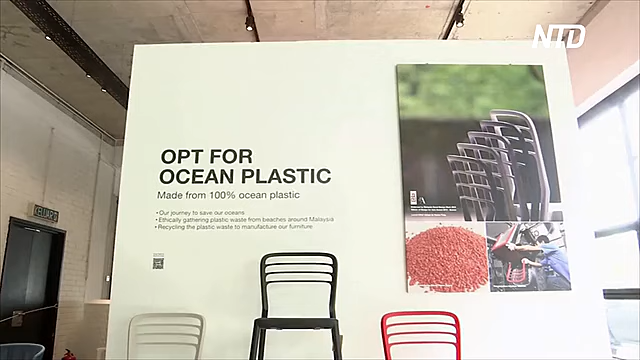 NTD
OPT FOR
OCEAN PLASTIC
Made from 100% ocean plastic
• Our journey to save our oceans
• Ethically gathering plastic waste from beaches around Malaysia
• Recycling the plastic waste to manufacture our furniture
KELUAR